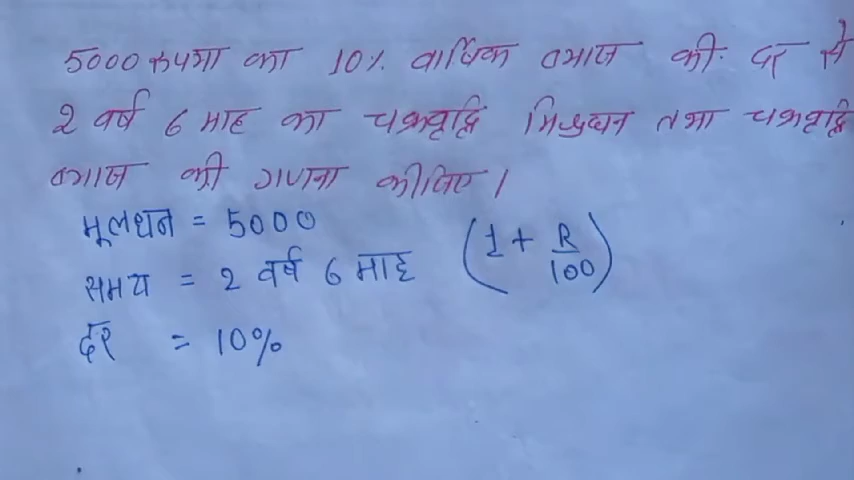 5000 रुपया का 10% वार्षिक ब्याज की दर से
2 वर्ष 6 माह का चक्रवृद्धि मिश्रधन तथा चक्रवृद्धि
ब्याज की गणना कीजिए।
मूलधन = 5000
समय = 2 वर्ष 6 माह (1 + R/100)
दर = 10%